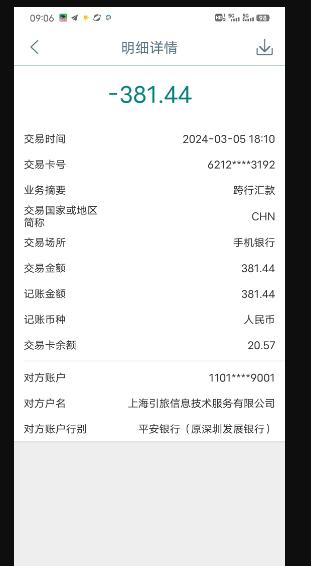 09:06
5G
5G
98
明细详情
-381.44
交易时间 2024-03-05 18:10
交易卡号 6212****3192
业务摘要 跨行汇款
交易国家或地区
简称 CHN
交易场所 手机银行
交易金额 381.44
记账金额 381.44
记账币种 人民币
交易卡余额 20.57
对方账户 1101****9001
对方户名 上海引旅信息技术服务有限公司
对方账户行别 平安银行（原深圳发展银行）